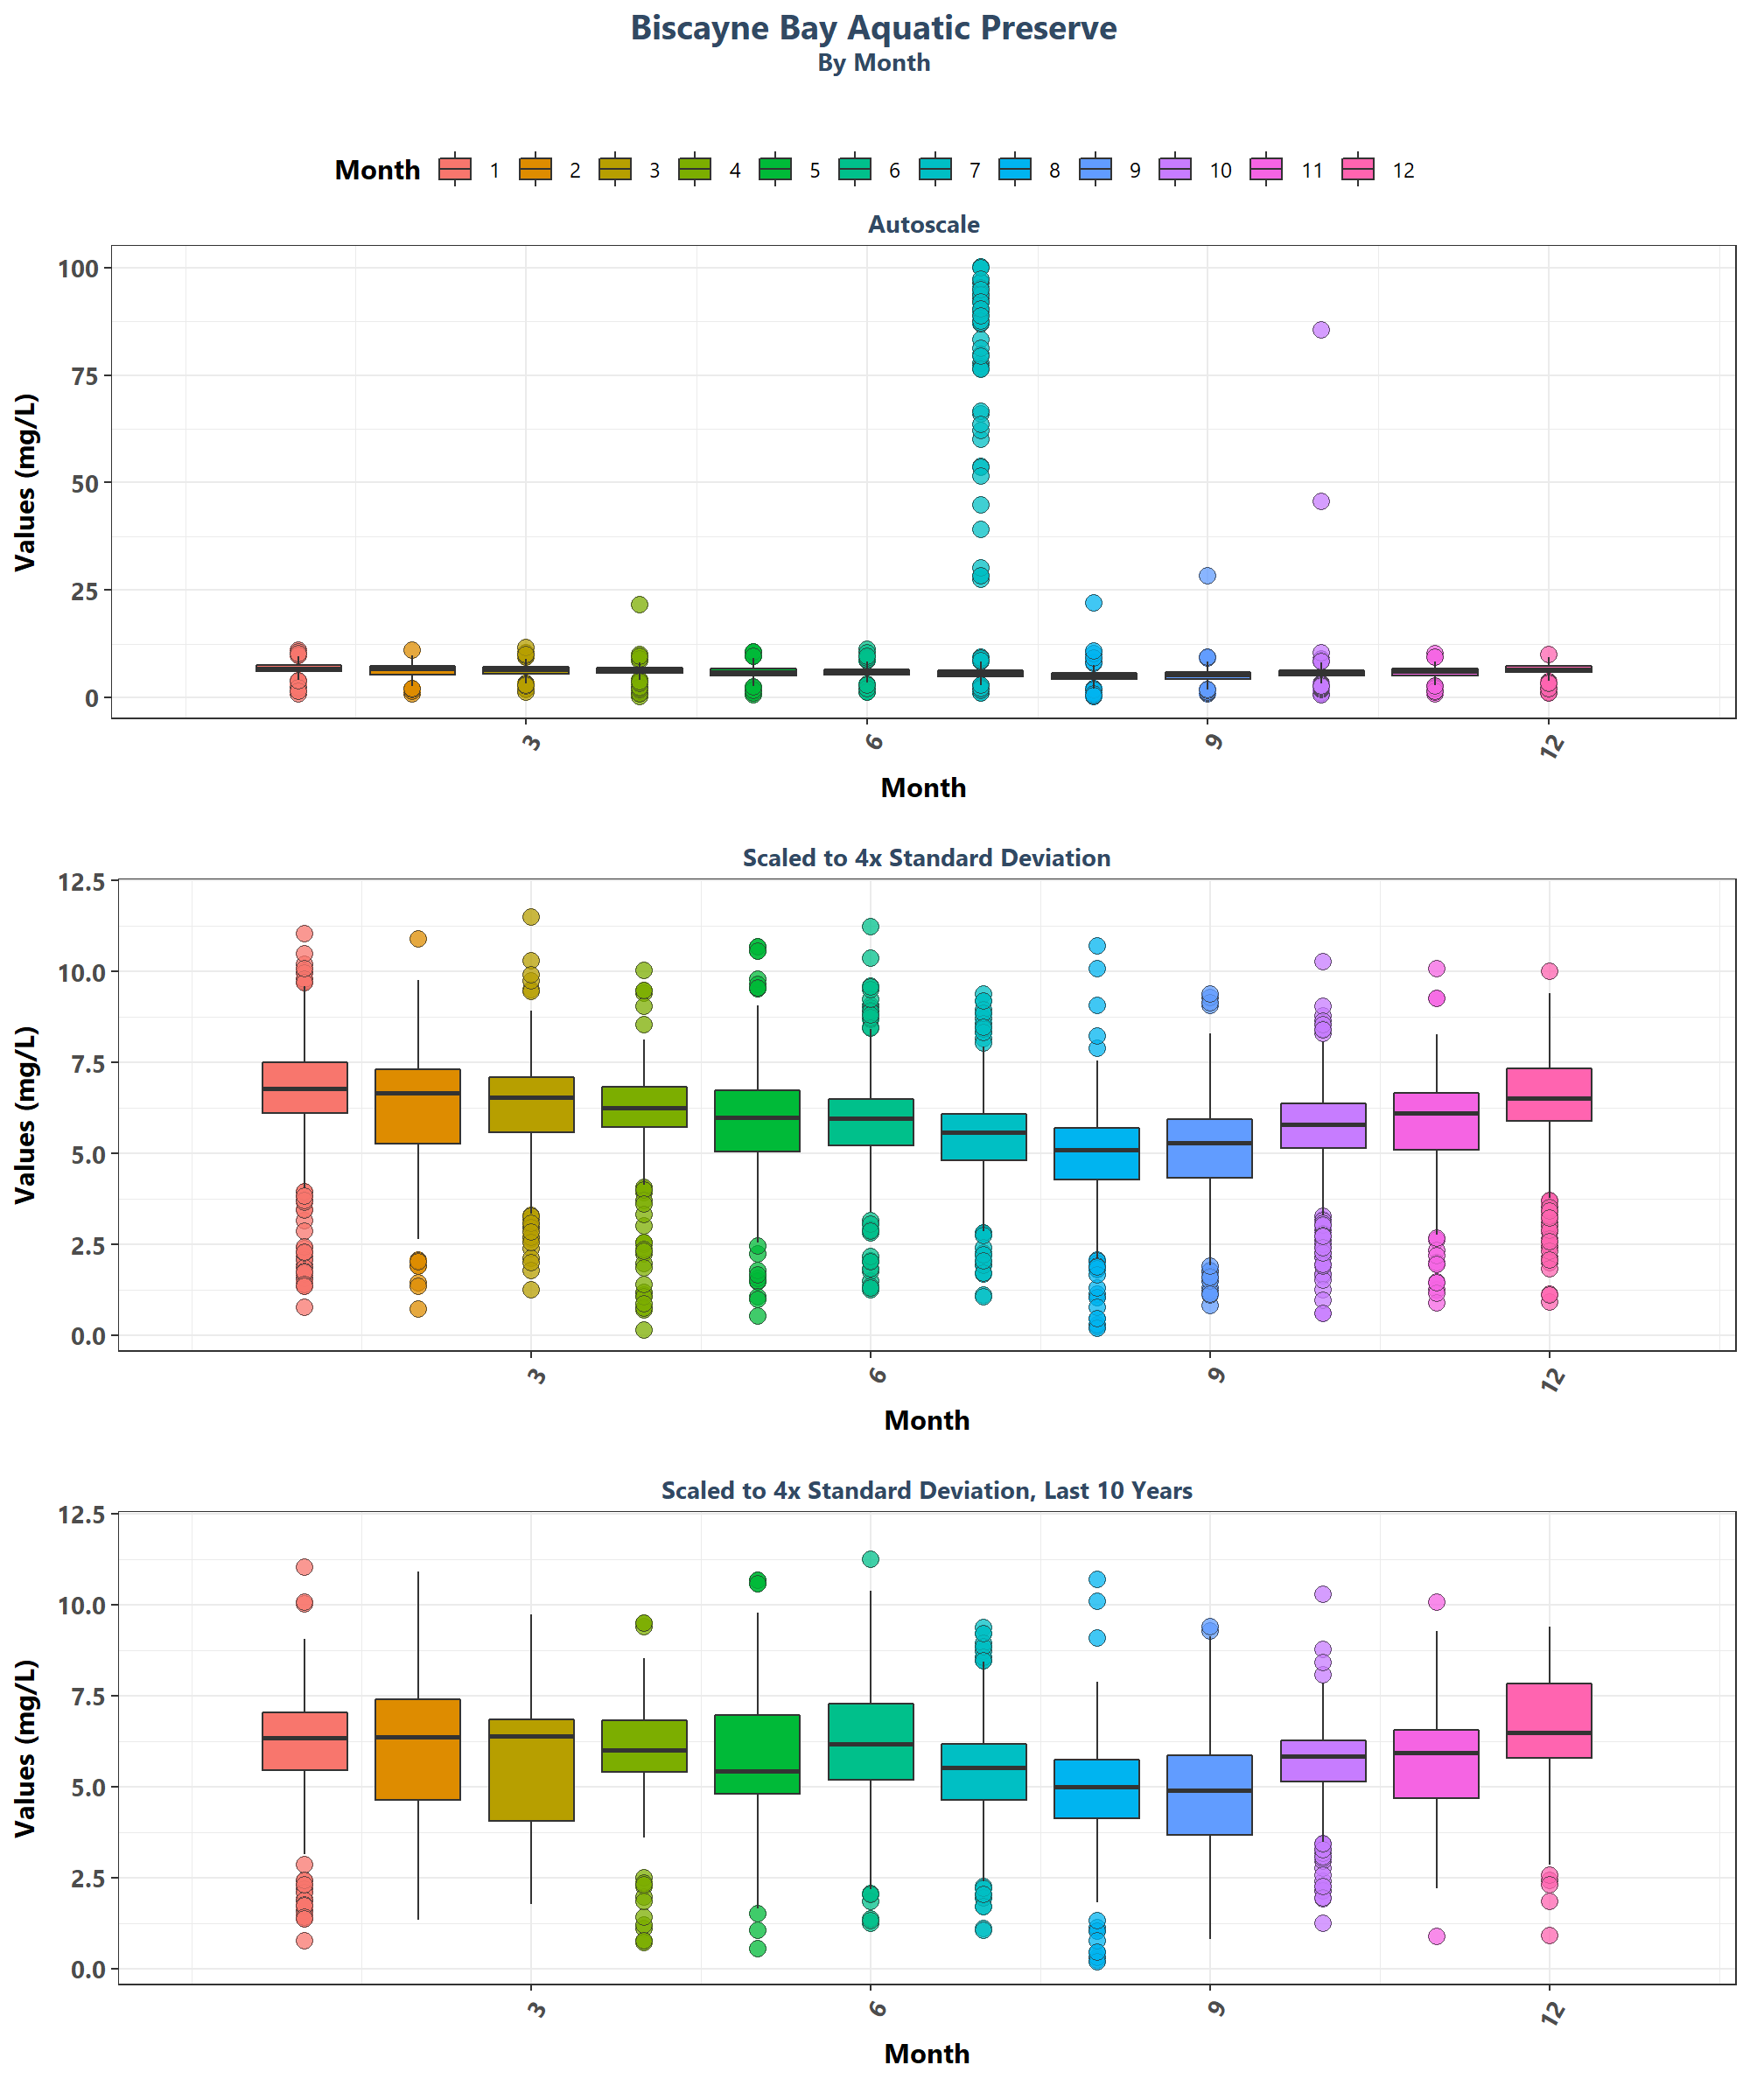 Biscayne Bay Aquatic Preserve
By Month
Month 1 2 3 4 5 6 7 8 9 10 11 12
Autoscale
Values (mg/L)
100
75
50
25
0
3 6 9 12
Month
Scaled to 4x Standard Deviation
Values (mg/L)
12.5
10.0
7.5
5.0
2.5
0.0
3 6 9 12
Month
Scaled to 4x Standard Deviation, Last 10 Years
Values (mg/L)
12.5
10.0
7.5
5.0
2.5
0.0
3 6 9 12
Month